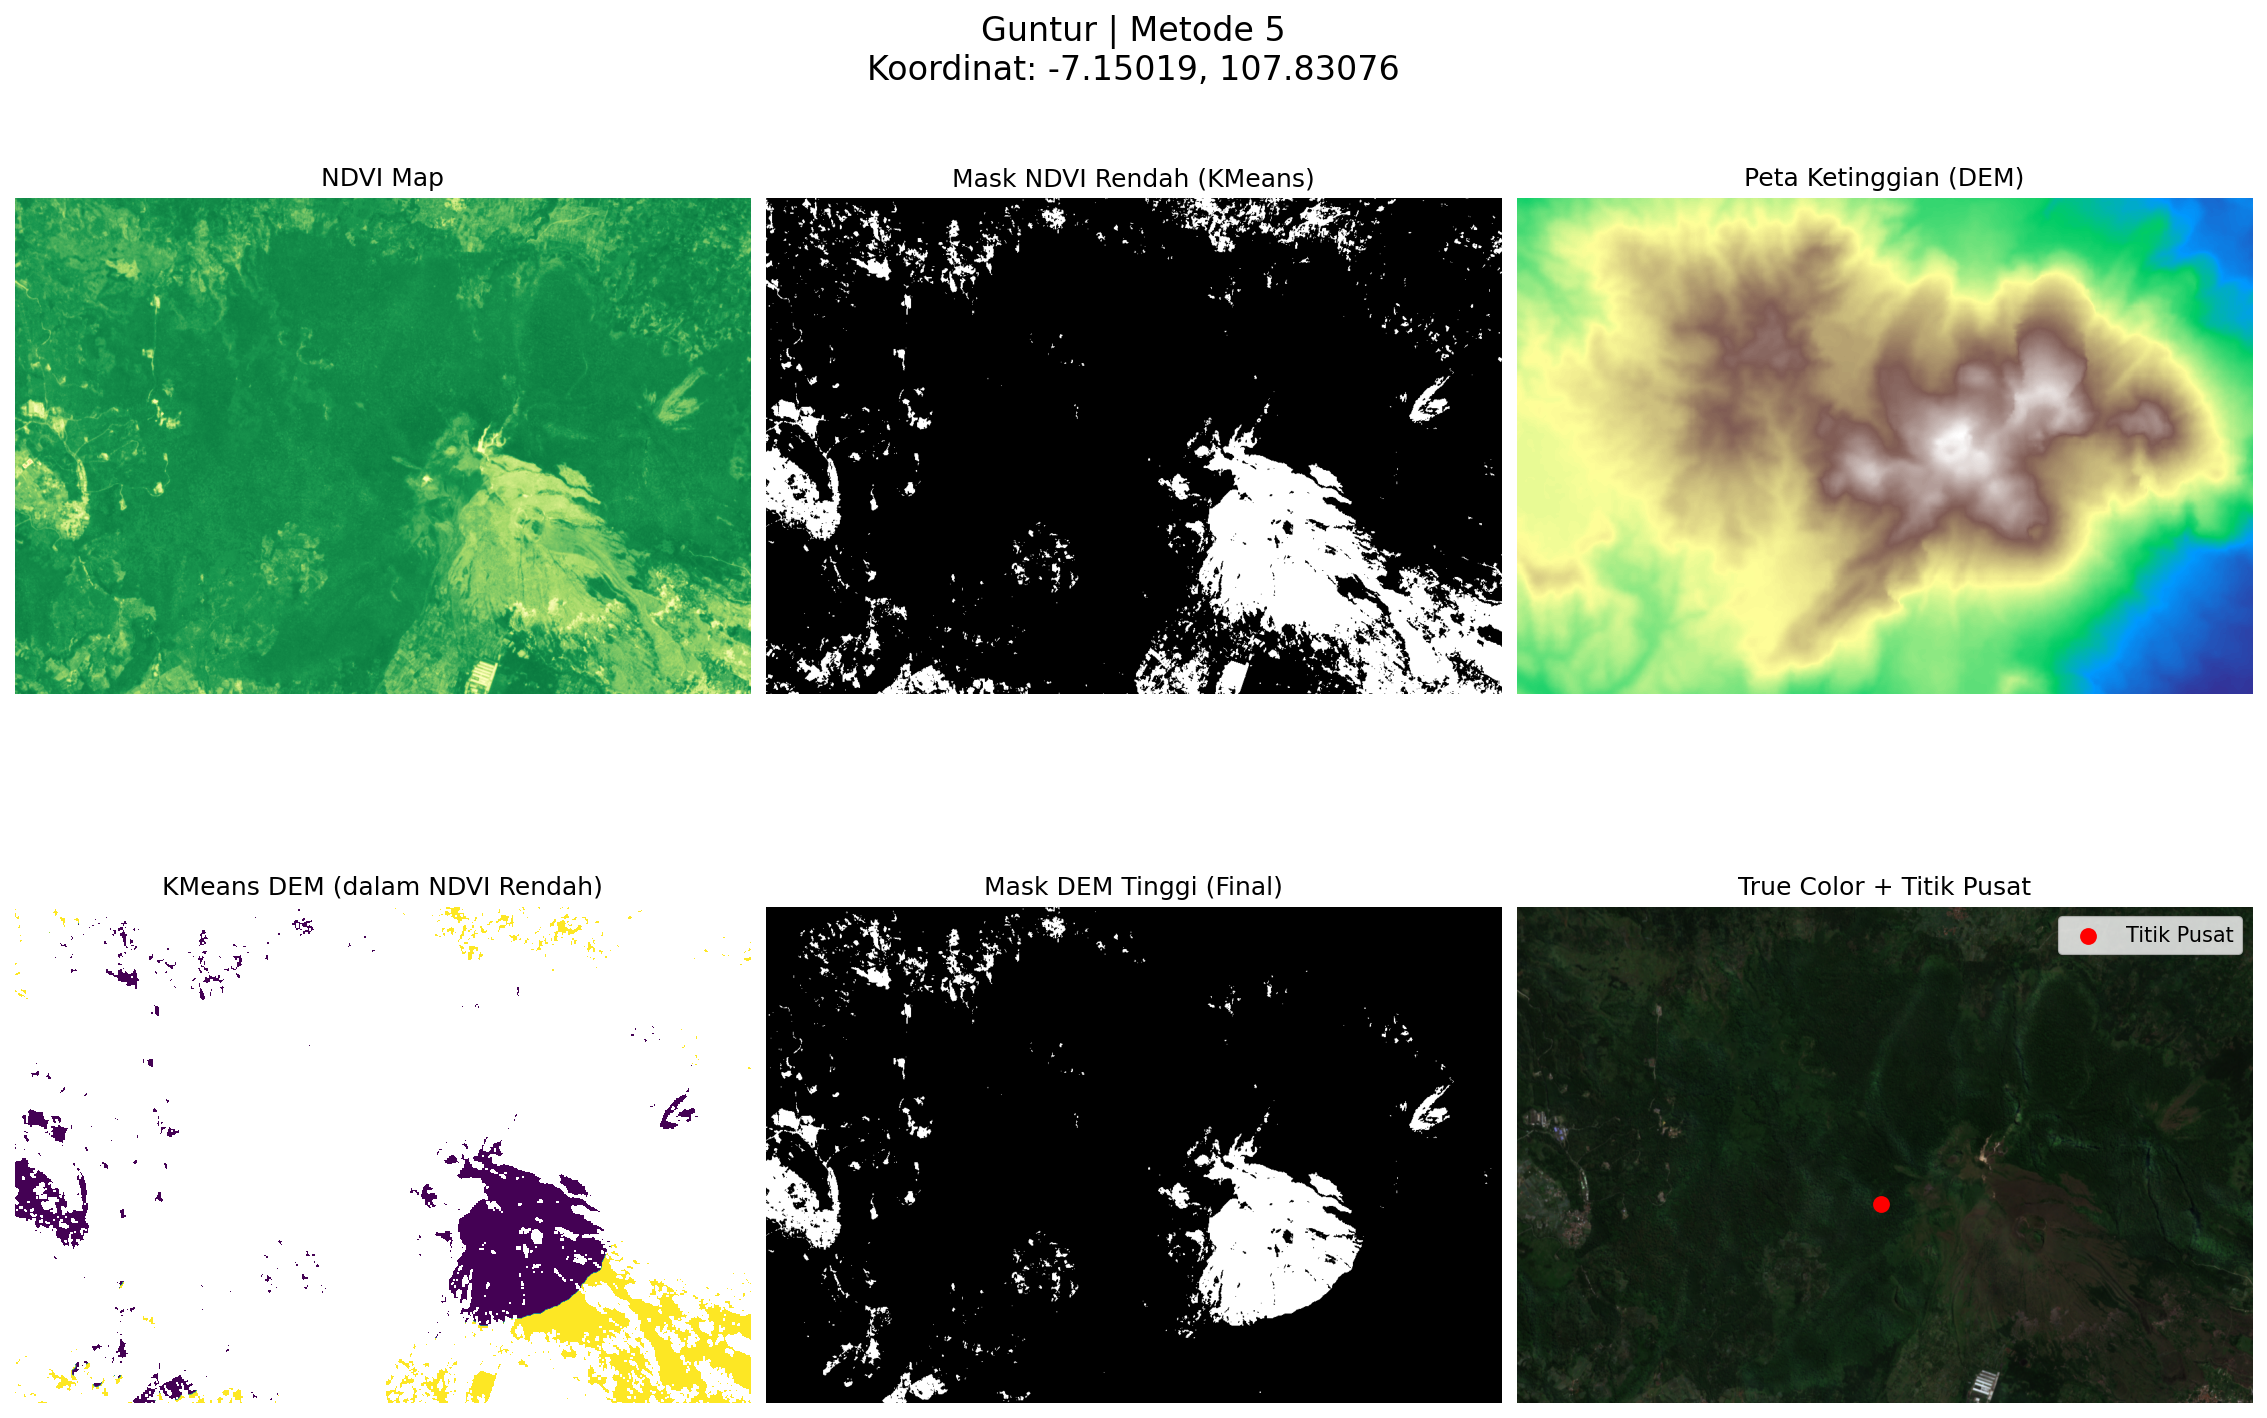 Guntur | Metode 5
Koordinat: -7.15019, 107.83076
NDVI Map
Mask NDVI Rendah (KMeans)
Peta Ketinggian (DEM)
KMeans DEM (dalam NDVI Rendah)
Mask DEM Tinggi (Final)
True Color + Titik Pusat
Titik Pusat